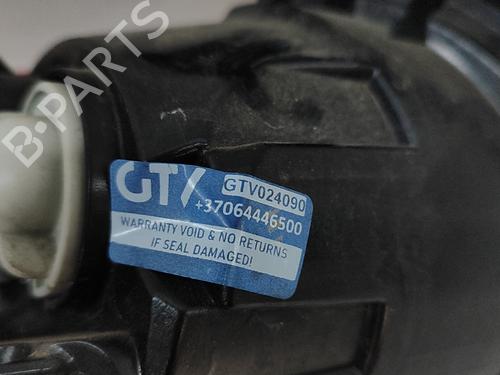 B-PARTS
GTV
GTV024090
+37064446500
WARRANTY VOID & NO RETURNS
IF SEAL DAMAGED!